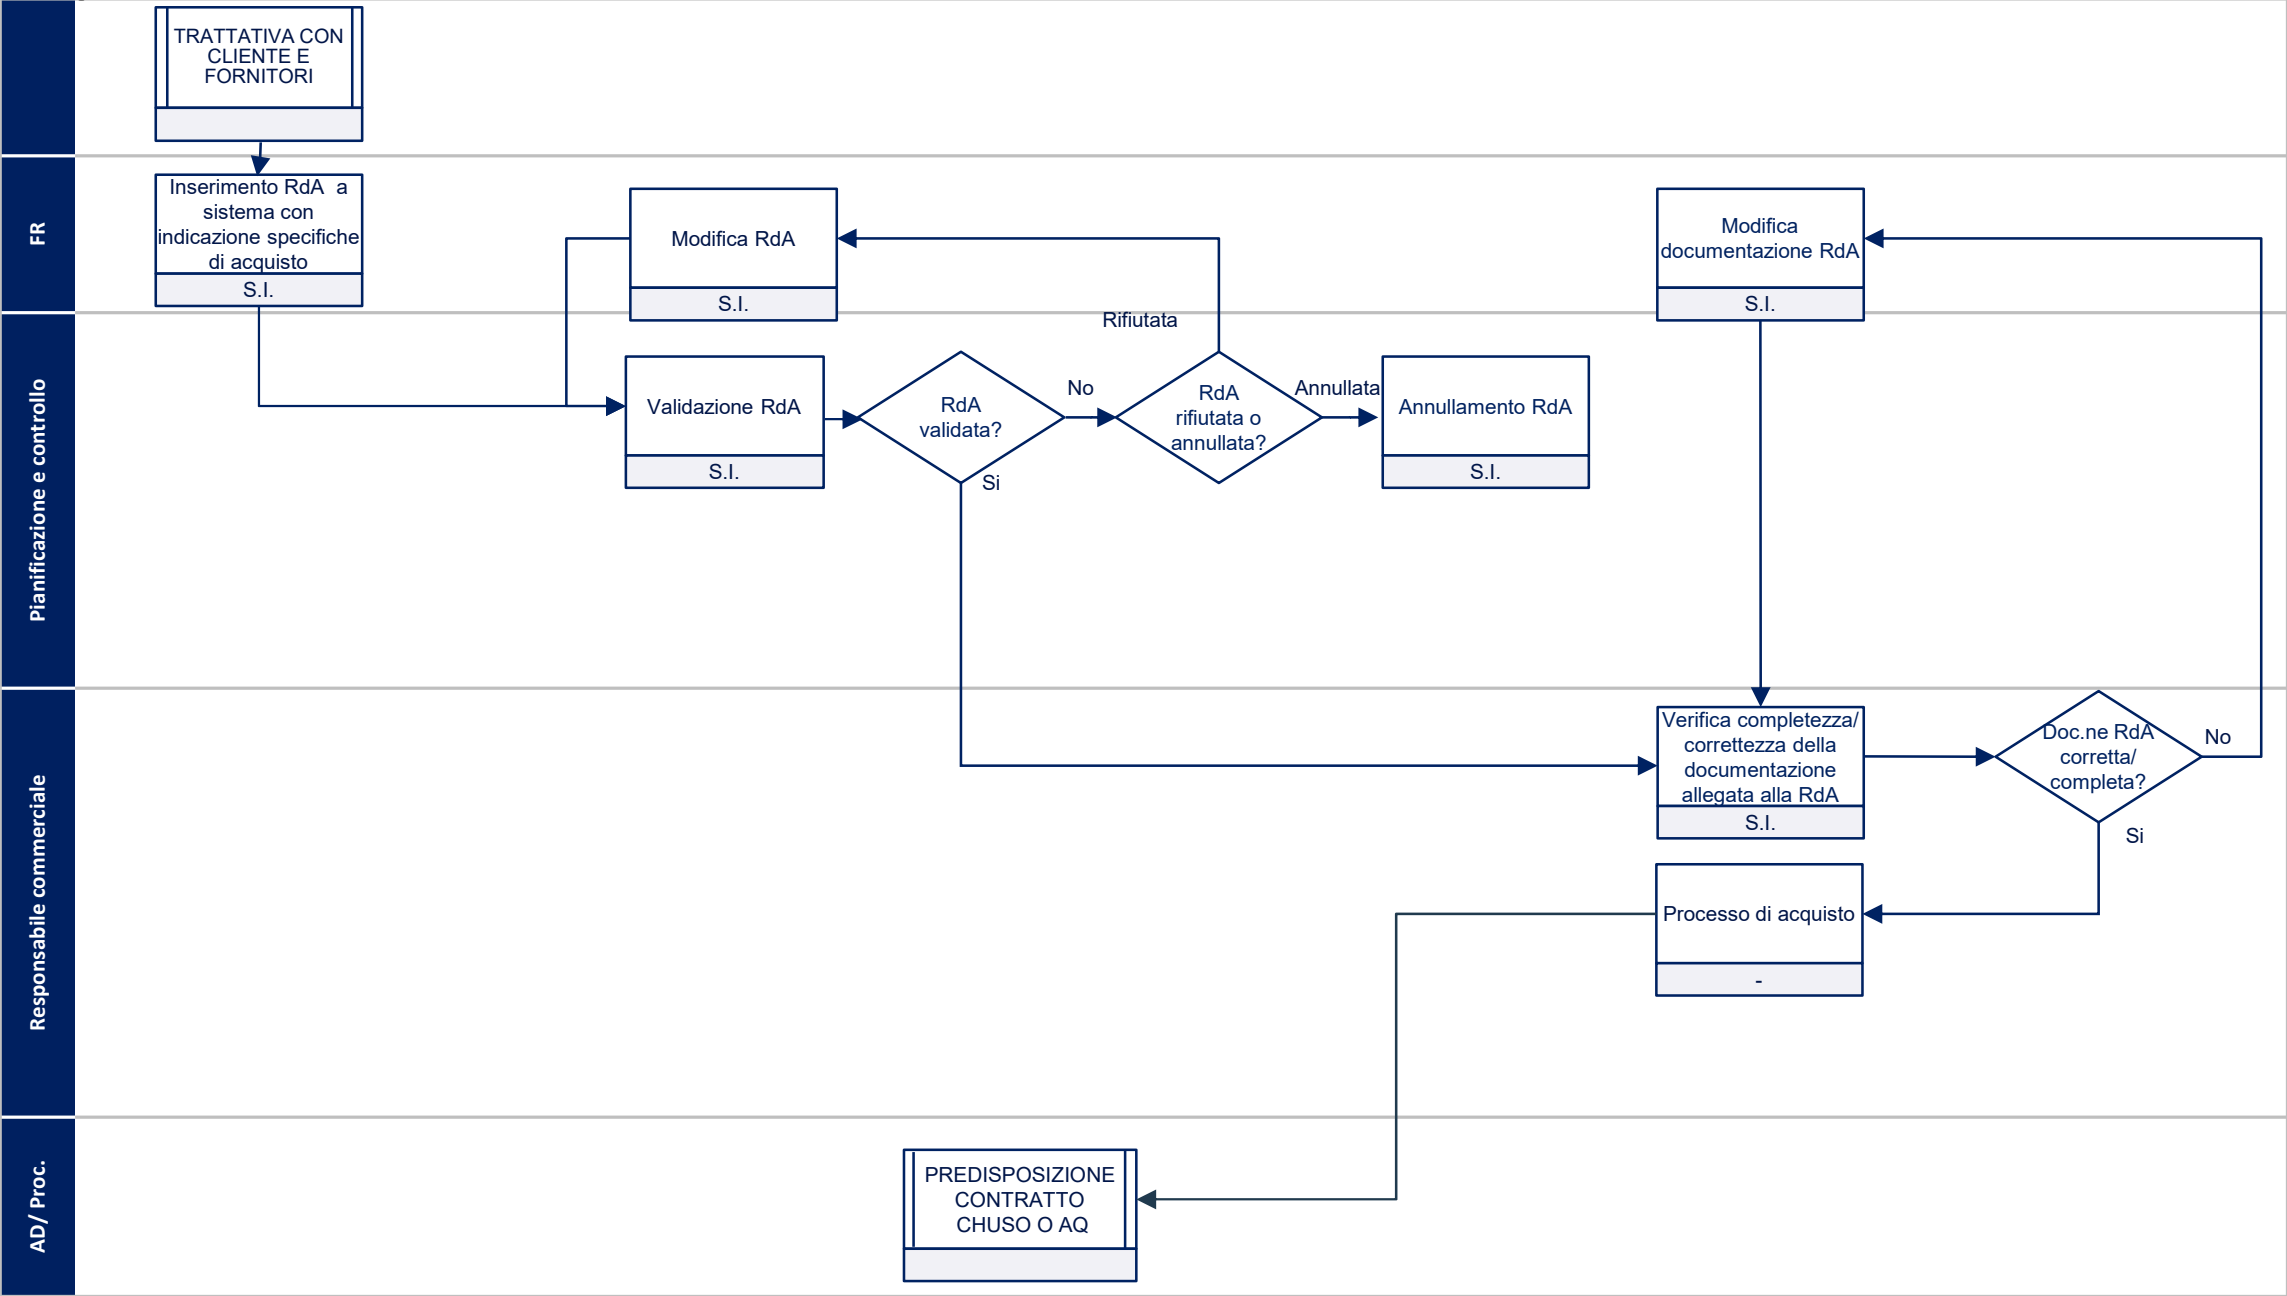 TRATTATIVA CON
CLIENTE E
FORNITORI
FR
Inserimento RdA a
sistema con
indicazione specifiche
di acquisto
S.I.
Modifica RdA
S.I.
Modifica
documentazione RdA
S.I.
Rifiutata
Pianificazione e controllo
Validazione RdA
S.I.
RdA
validata?
No
Si
RdA
rifiutata o
annullata?
Annullata
Annullamento RdA
S.I.
Responsabile commerciale
Verifica completezza/
correttezza della
documentazione
allegata alla RdA
S.I.
Doc.ne RdA
corretta/
completa?
No
Si
Processo di acquisto
-
AD/ Proc.
PREDISPOSIZIONE
CONTRATTO
CHUSO O AQ